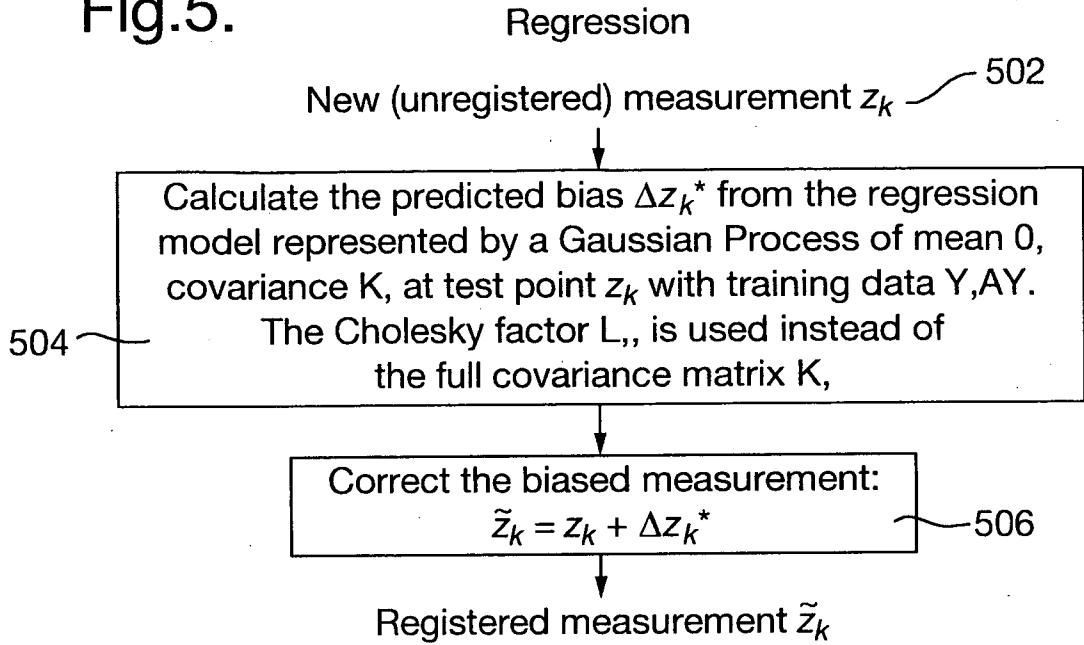 Fig.5.
Regression
New (unregistered) measurement z_k
502
Calculate the predicted bias Δz_k* from the regression
model represented by a Gaussian Process of mean 0,
covariance K, at test point z_k with training data Y,AY.
The Cholesky factor L,, is used instead of
the full covariance matrix K,
504
Correct the biased measurement:
z̃_k = z_k + Δz_k*
506
Registered measurement z̃_k